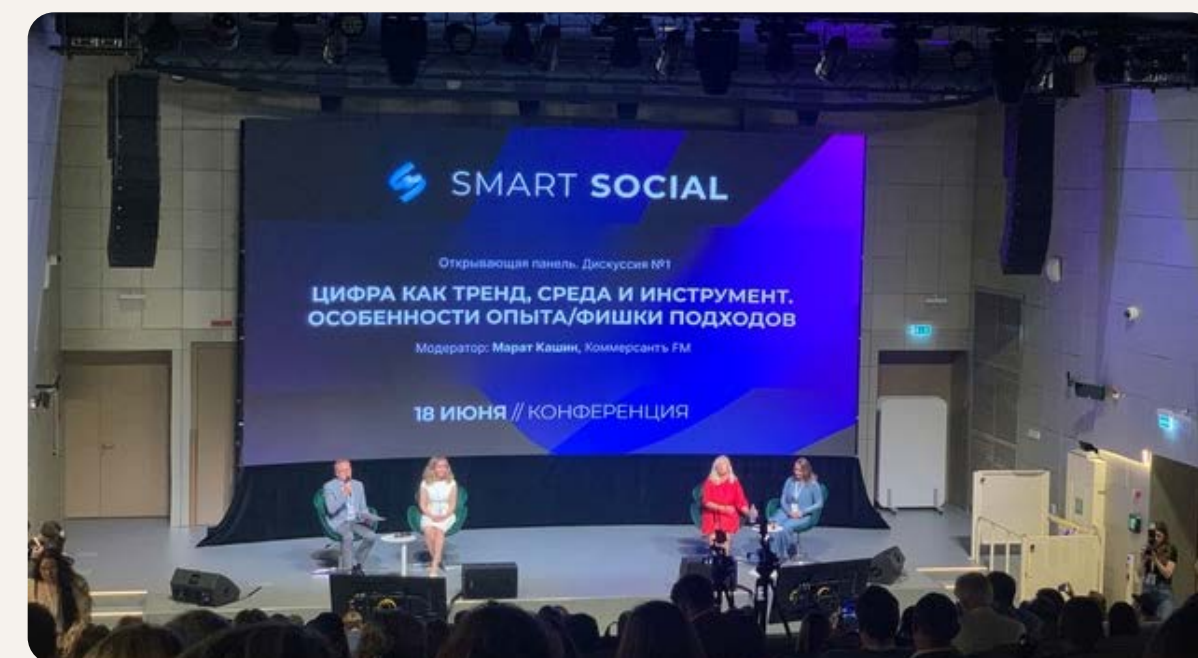 SMART SOCIAL
Открывающая панель. Дискуссия №1
ЦИФРА КАК ТРЕНД, СРЕДА И ИНСТРУМЕНТ.
ОСОБЕННОСТИ ОПЫТА/ФИШКИ ПОДХОДОВ
Модератор: Марат Кашин, Коммерсантъ FM
18 ИЮНЯ // КОНФЕРЕНЦИЯ